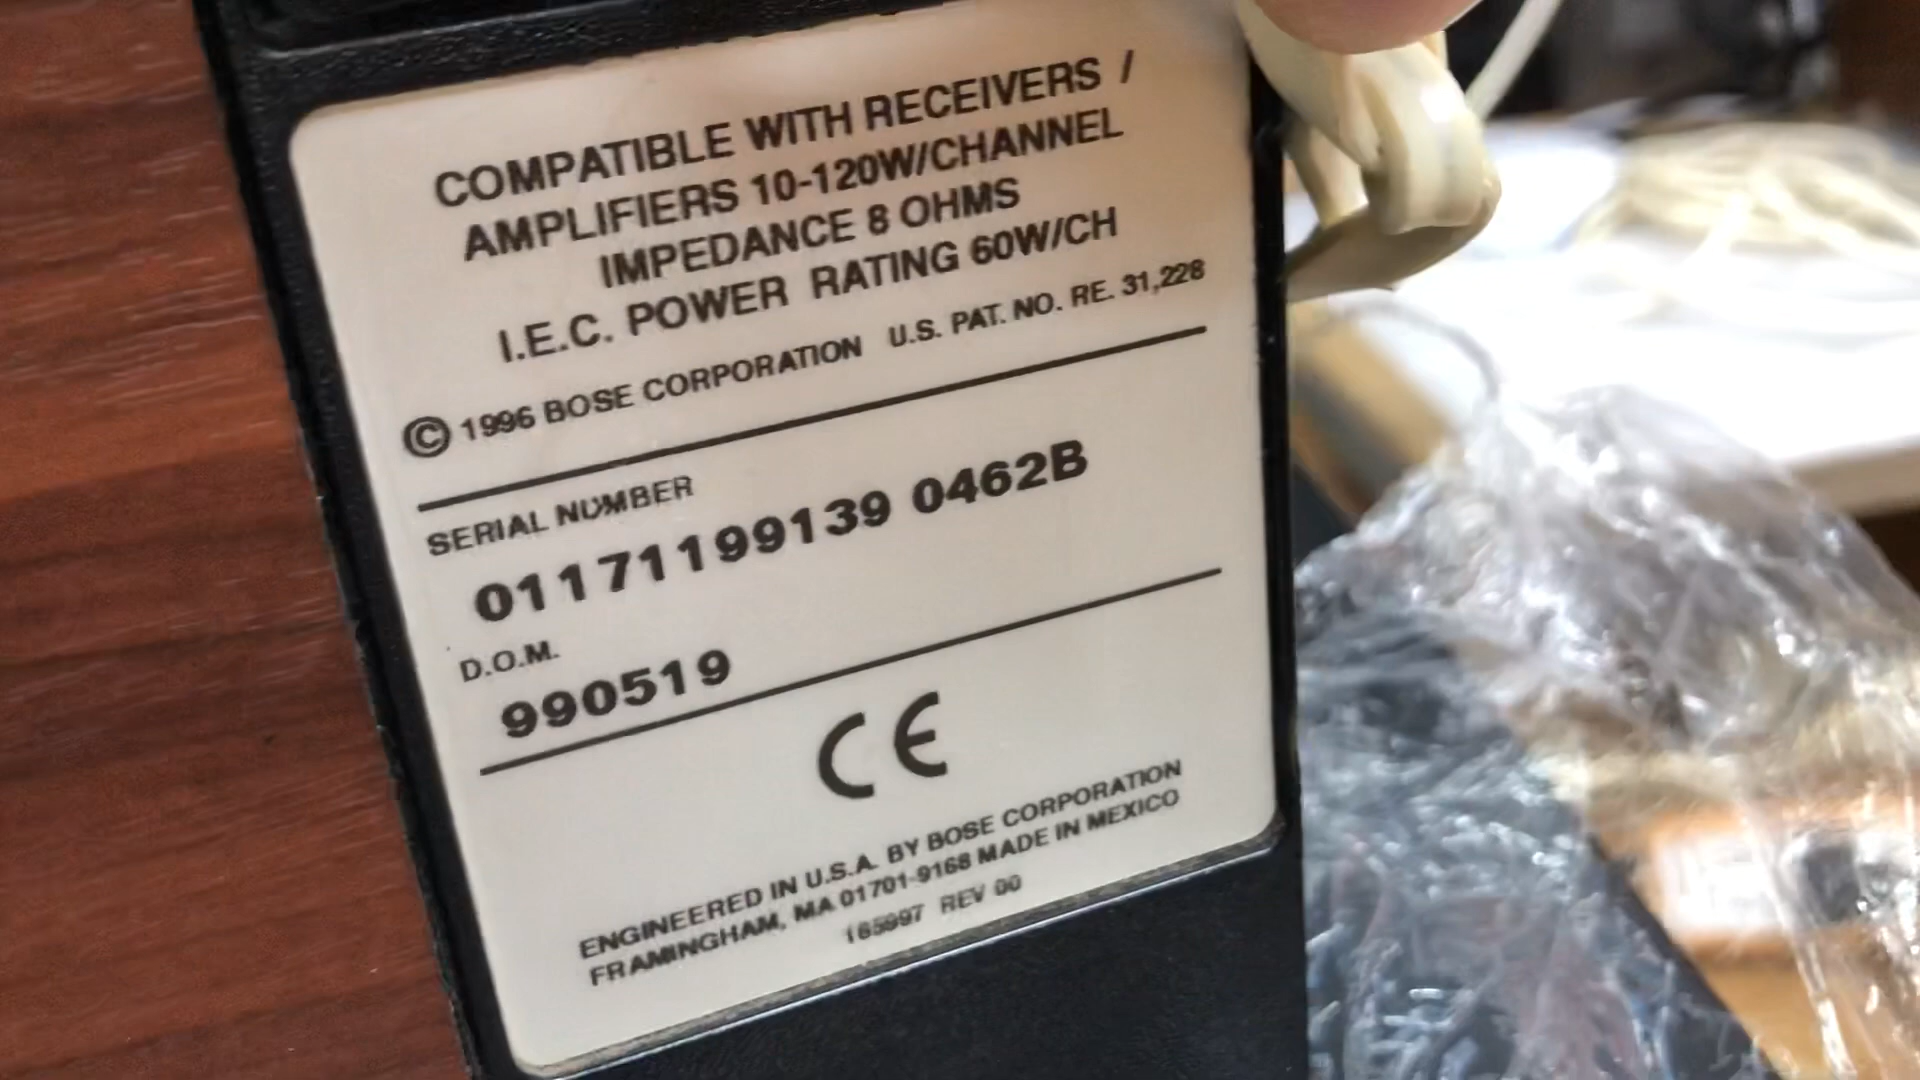 COMPATIBLE WITH RECEIVERS /
AMPLIFIERS 10-120W/CHANNEL
IMPEDANCE 8 OHMS
I.E.C. POWER RATING 60W/CH
© 1996 BOSE CORPORATION U.S. PAT. NO. RE. 31,228
SERIAL NUMBER
01171199139 0462B
D.O.M.
990519
CE
ENGINEERED IN U.S.A. BY BOSE CORPORATION
FRAMINGHAM, MA 01701-9168 MADE IN MEXICO
185997 REV 00